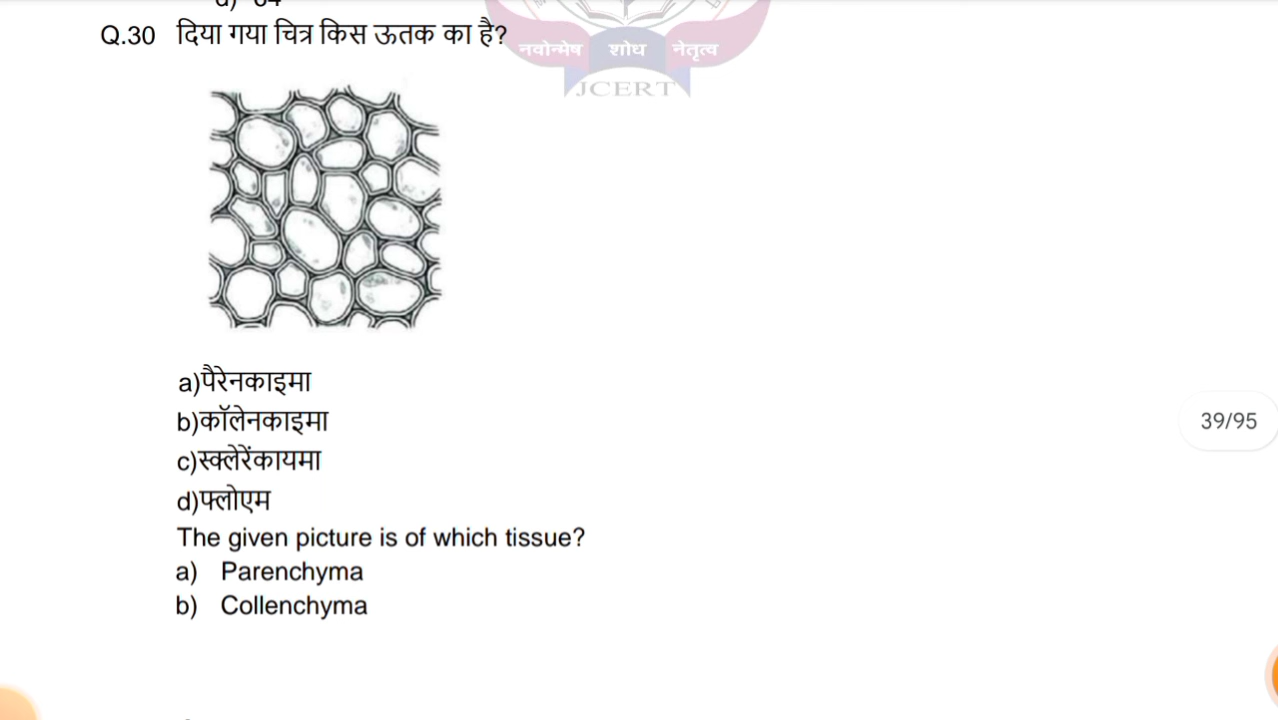 d) 64
Q.30 दिया गया चित्र किस ऊतक का है?
नवोन्मेष शोध नेतृत्व
JCERT
a)पैरेनकाइमा
b)कॉलेनकाइमा
c)स्क्लेरेंकायमा
39/95
d)फ्लोएम
The given picture is of which tissue?
a) Parenchyma
b) Collenchyma